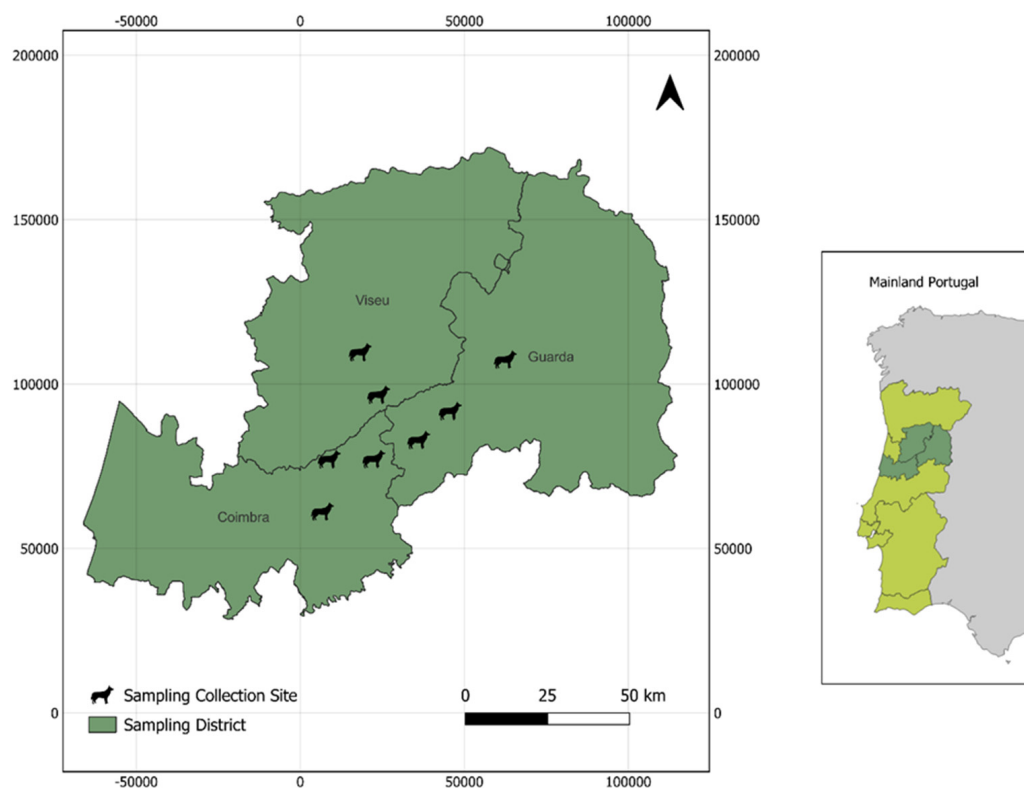 -50000 0 50000 100000
200000 200000
150000 150000
Mainland Portugal
Viseu
Guarda
100000 100000
Coimbra
50000 50000
Sampling Collection Site
0 25 50 km
0 0
Sampling District
-50000 0 50000 100000